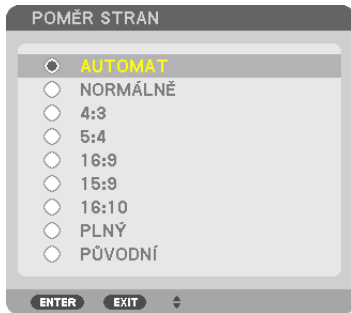 POMĚR STRAN
AUTOMAT
NORMÁLNĚ
4:3
5:4
16:9
15:9
16:10
PLNÝ
PŮVODNÍ
ENTER EXIT